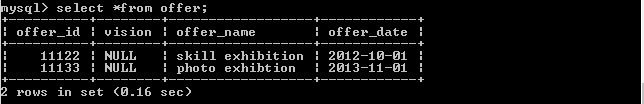 mysql> select *from offer;
+----------+--------+------------------+------------+
| offer_id | vision | offer_name       | offer_date |
+----------+--------+------------------+------------+
|    11122 | NULL   | skill exhibition | 2012-10-01 |
|    11133 | NULL   | photo exhibtion  | 2013-11-01 |
+----------+--------+------------------+------------+
2 rows in set (0.16 sec)